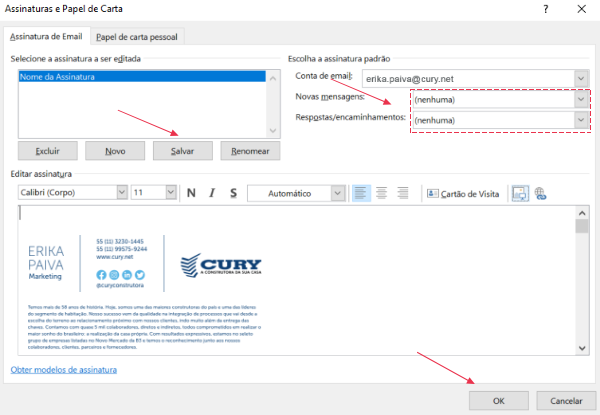 Assinaturas e Papel de Carta
Assinatura de Email
Papel de carta pessoal
Selecione a assinatura a ser editada
Nome da Assinatura
Excluir
Novo
Salvar
Renomear
Escolha a assinatura padrão
Conta de email:
erika.paiva@cury.net
Novas mensagens:
(nenhuma)
Respostas/encaminhamentos:
(nenhuma)
Editar assinatura
Calibri (Corpo)
11
N I S
Automático
Cartão de Visita
ERIKA
PAIVA
Marketing
55 (11) 3230-1445
55 (11) 99575-9244
www.cury.net
@curyconstrutora
CURY
A CONSTRUTORA DA SUA CASA
Temos mais de 58 anos de história. Hoje, somos uma das maiores construtoras do país e uma das líderes
do segmento de habitação. Nosso sucesso vem da qualidade na integração de processos que vai desde a
escolha do terreno ao relacionamento próximo com nossos clientes, indo muito além da entrega das
chaves. Contamos com quase 5 mil colaboradores, diretos e indiretos, todos comprometidos em realizar o
maior sonho do brasileiro: a realização da casa própria. Com resultados expressivos, estamos no seleto
grupo de empresas listadas no Novo Mercado da B3 e temos o reconhecimento junto aos nossos
colaboradores, clientes, parceiros e fornecedores.
Obter modelos de assinatura
OK
Cancelar